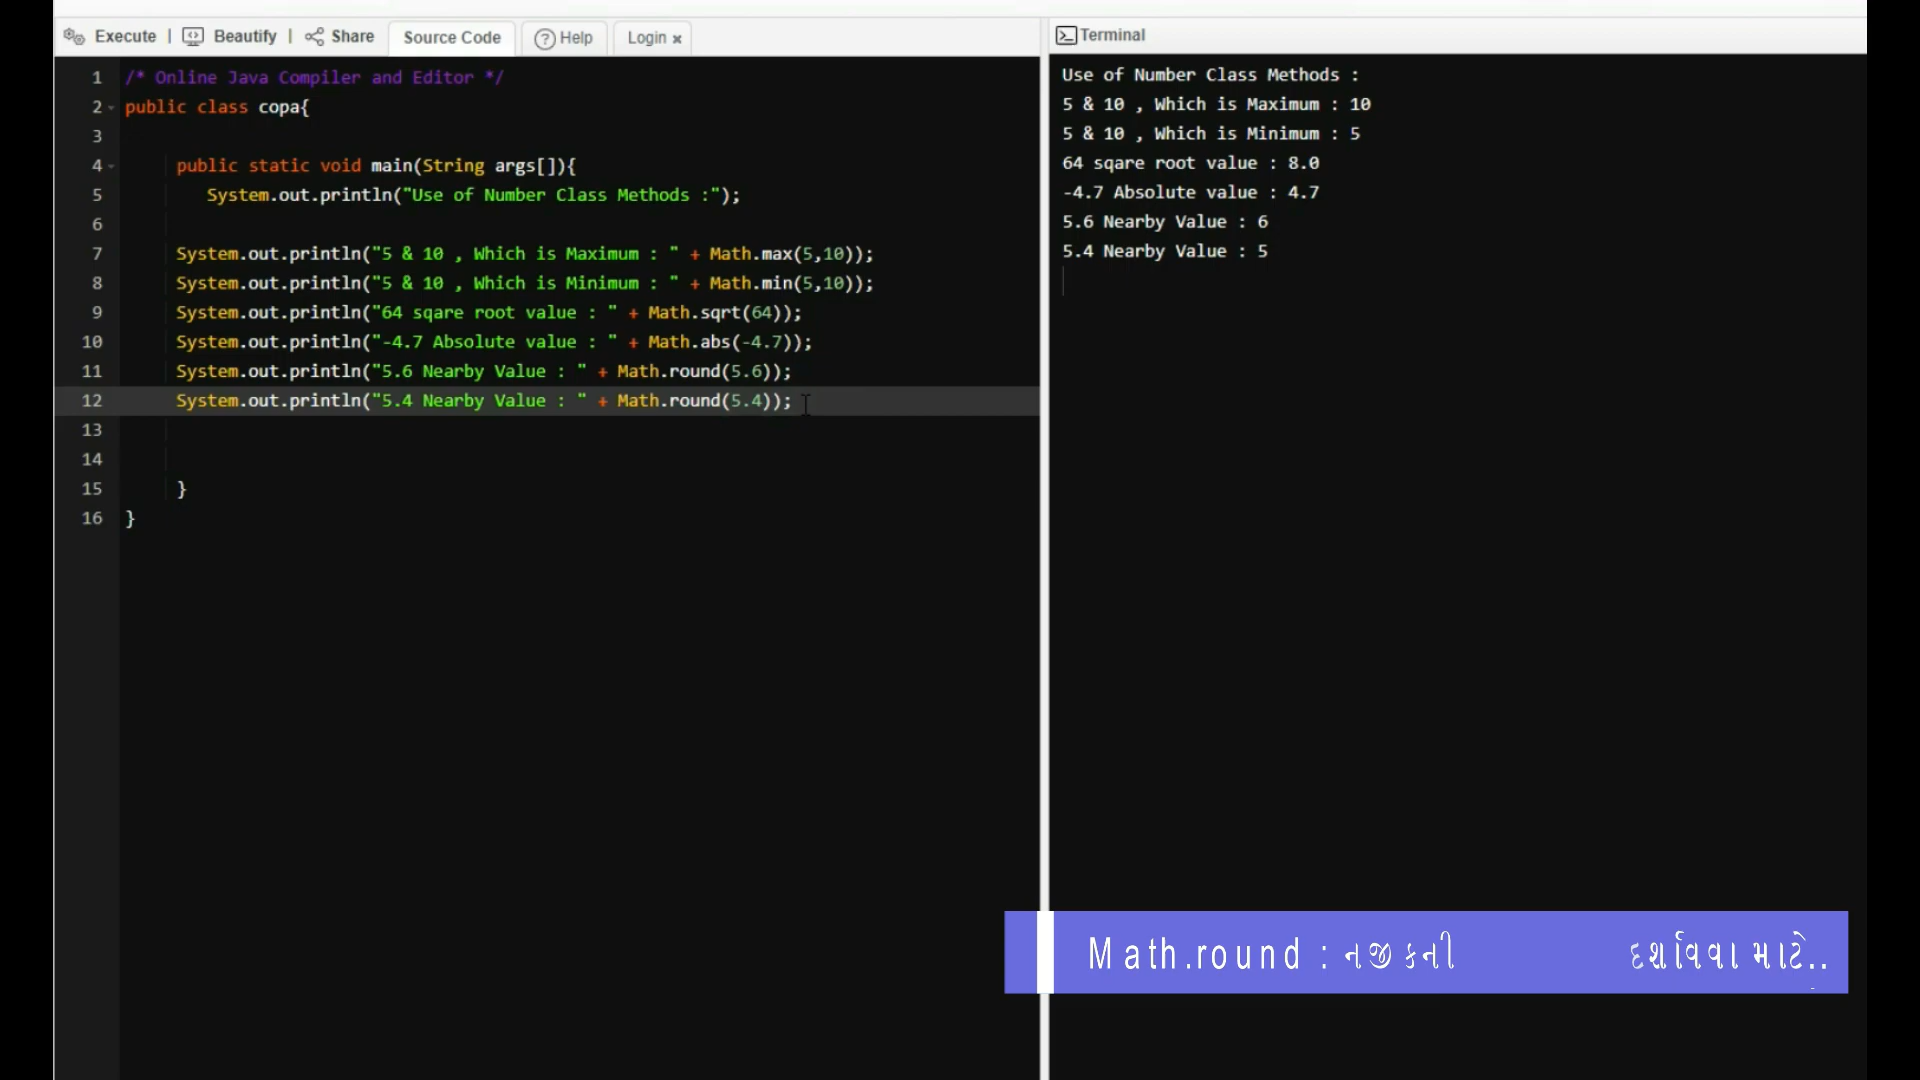 Execute | Beautify | Share Source Code Help Login ×
1 /* Online Java Compiler and Editor */
2 public class copa{
3
4 public static void main(String args[]){
5 System.out.println("Use of Number Class Methods :");
6
7 System.out.println("5 & 10 , Which is Maximum : " + Math.max(5,10));
8 System.out.println("5 & 10 , Which is Minimum : " + Math.min(5,10));
9 System.out.println("64 sqare root value : " + Math.sqrt(64));
10 System.out.println("-4.7 Absolute value : " + Math.abs(-4.7));
11 System.out.println("5.6 Nearby Value : " + Math.round(5.6));
12 System.out.println("5.4 Nearby Value : " + Math.round(5.4));
13
14
15 }
16 }
Terminal
Use of Number Class Methods :
5 & 10 , Which is Maximum : 10
5 & 10 , Which is Minimum : 5
64 sqare root value : 8.0
-4.7 Absolute value : 4.7
5.6 Nearby Value : 6
5.4 Nearby Value : 5
Math.round : નજીકની દર્શાવવા માટે..